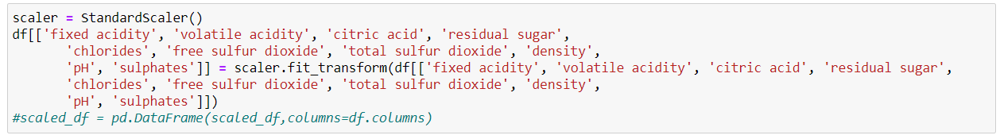 scaler = StandardScaler()
df[['fixed acidity', 'volatile acidity', 'citric acid', 'residual sugar',
       'chlorides', 'free sulfur dioxide', 'total sulfur dioxide', 'density',
       'pH', 'sulphates']] = scaler.fit_transform(df[['fixed acidity', 'volatile acidity', 'citric acid', 'residual sugar',
       'chlorides', 'free sulfur dioxide', 'total sulfur dioxide', 'density',
       'pH', 'sulphates']])
#scaled_df = pd.DataFrame(scaled_df,columns=df.columns)